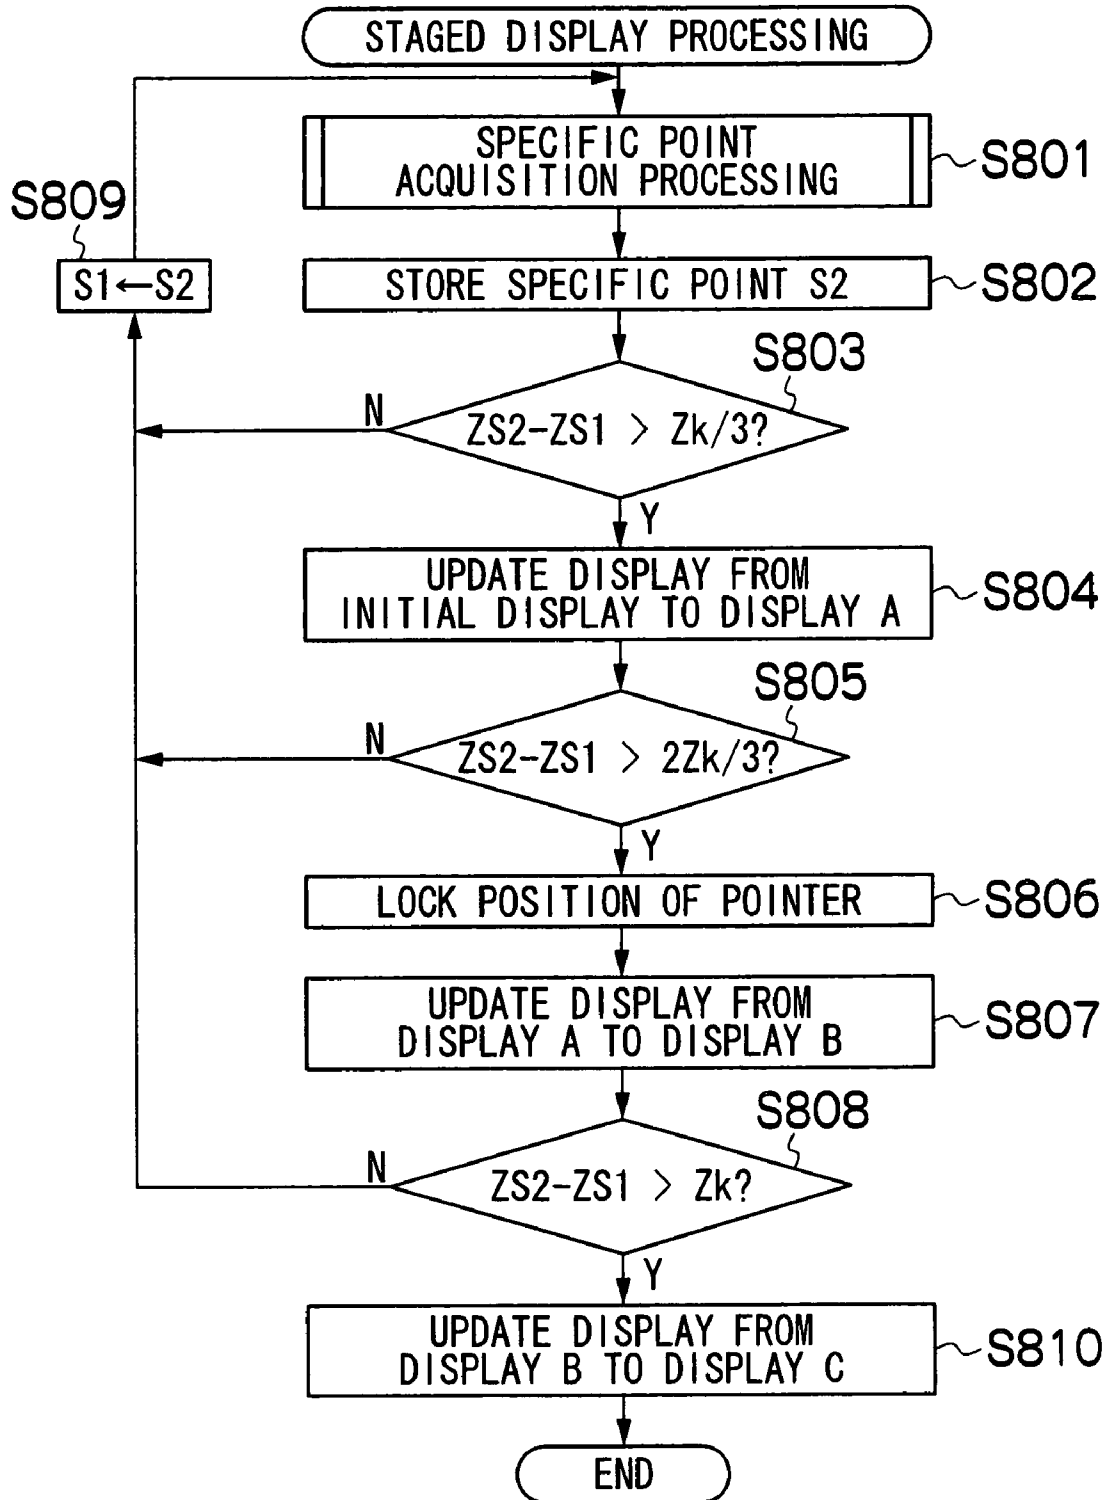 STAGED DISPLAY PROCESSING
SPECIFIC POINT
ACQUISITION PROCESSING
S801
S809
S1←S2
STORE SPECIFIC POINT S2
S802
S803
N
ZS2-ZS1 > Zk/3?
Y
UPDATE DISPLAY FROM
INITIAL DISPLAY TO DISPLAY A
S804
S805
N
ZS2-ZS1 > 2Zk/3?
Y
LOCK POSITION OF POINTER
S806
UPDATE DISPLAY FROM
DISPLAY A TO DISPLAY B
S807
S808
N
ZS2-ZS1 > Zk?
Y
UPDATE DISPLAY FROM
DISPLAY B TO DISPLAY C
S810
END